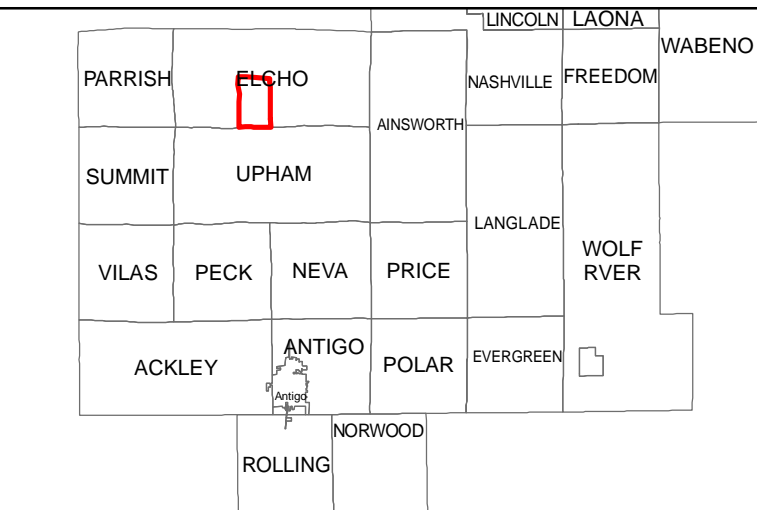 LINCOLN
LAONA
WABENO
PARRISH
ELCHO
NASHVILLE
FREEDOM
AINSWORTH
SUMMIT
UPHAM
LANGLADE
WOLF
RVER
VILAS
PECK
NEVA
PRICE
ACKLEY
ANTIGO
POLAR
EVERGREEN
Antigo
NORWOOD
ROLLING